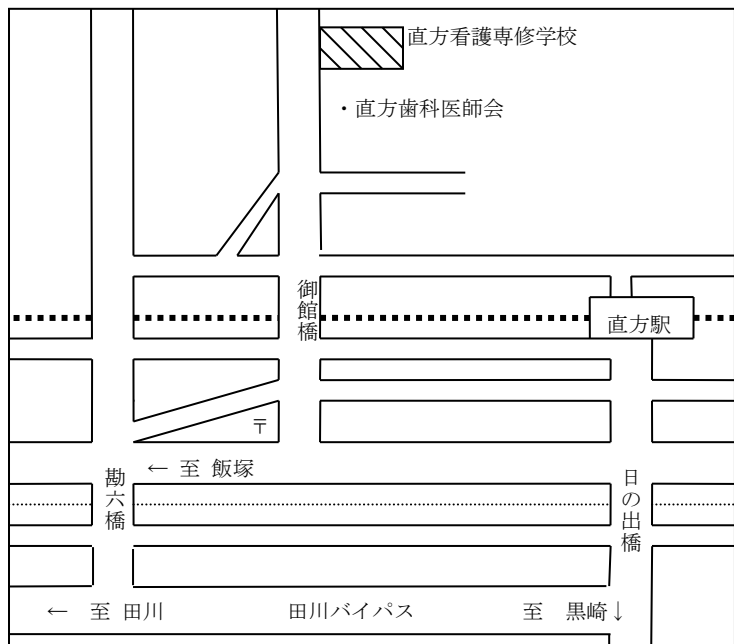 直方看護専修学校
・直方歯科医師会
御館橋
直方駅
〒
← 至 飯塚
勘六橋
日の出橋
← 至 田川
田川バイパス
至 黒崎↓